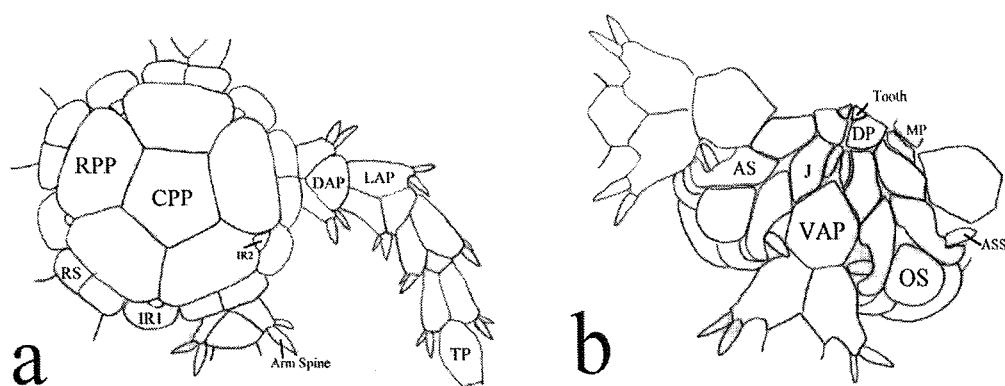 RPP
CPP
DAP
LAP
IR2
RS
IR1
Arm Spine
TP
a
Tooth
DP
MP
AS
J
VAP
ASS
OS
b